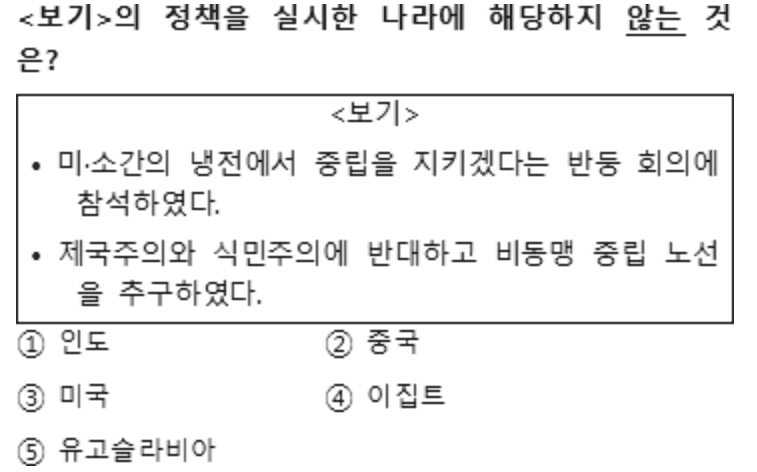 <보기>의 정책을 실시한 나라에 해당하지 않는 것
은?
<보기>
• 미·소간의 냉전에서 중립을 지키겠다는 반둥 회의에
참석하였다.
• 제국주의와 식민주의에 반대하고 비동맹 중립 노선
을 추구하였다.
① 인도 ② 중국
③ 미국 ④ 이집트
⑤ 유고슬라비아